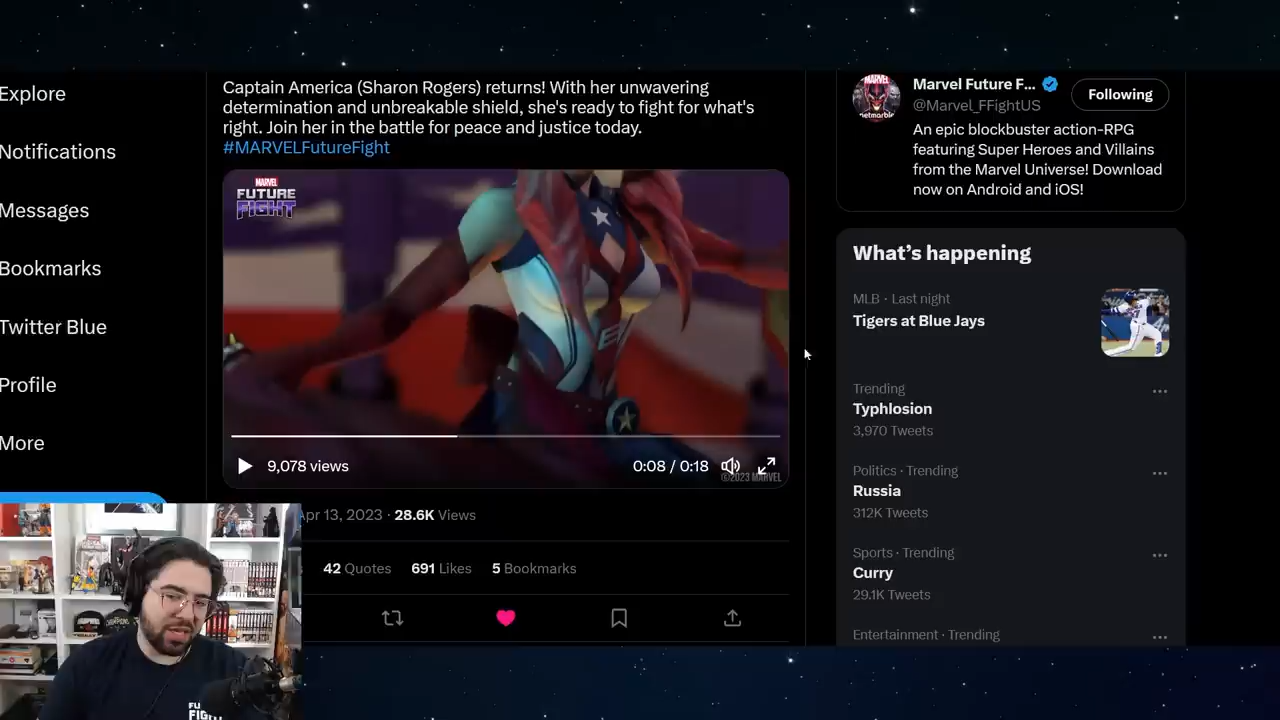 Explore
Notifications
Messages
Bookmarks
Twitter Blue
Profile
More
Captain America (Sharon Rogers) returns! With her unwavering
determination and unbreakable shield, she's ready to fight for what's
right. Join her in the battle for peace and justice today.
#MARVELFutureFight
MARVEL
FUTURE
FIGHT
9,078 views
0:08 / 0:18
©2023 MARVEL
Apr 13, 2023 · 28.6K Views
42 Quotes 691 Likes 5 Bookmarks
MARVEL
netmarble
Marvel Future F...
@Marvel_FFightUS
Following
An epic blockbuster action-RPG
featuring Super Heroes and Villains
from the Marvel Universe! Download
now on Android and iOS!
What's happening
MLB · Last night
Tigers at Blue Jays
Trending
Typhlosion
3,970 Tweets
Politics · Trending
Russia
312K Tweets
Sports · Trending
Curry
29.1K Tweets
Entertainment · Trending